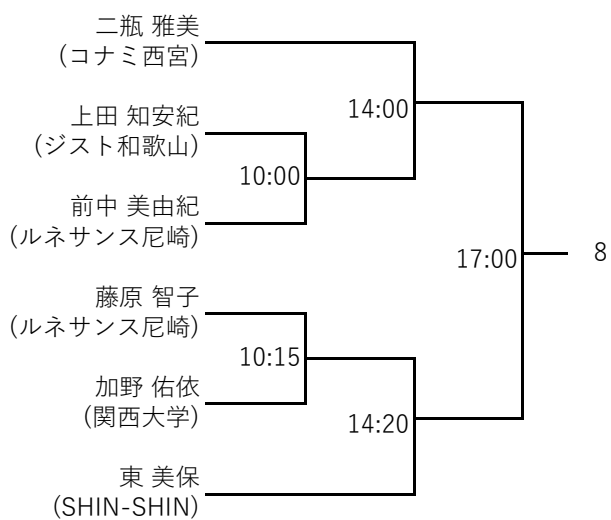 二瓶 雅美
(コナミ西宮)
14:00
上田 知安紀
(ジスト和歌山)
10:00
前中 美由紀
(ルネサンス尼崎)
17:00
8
藤原 智子
(ルネサンス尼崎)
10:15
加野 佑依
(関西大学)
14:20
東 美保
(SHIN-SHIN)